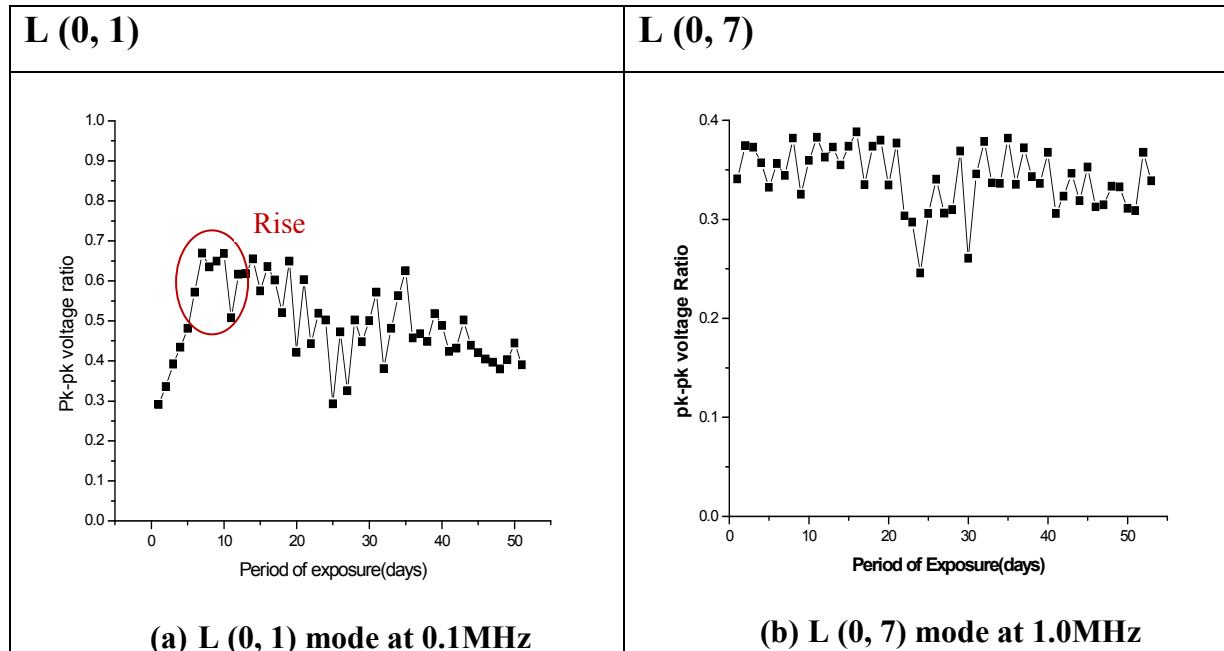 L (0, 1)
L (0, 7)
1.0
0.9
0.8
0.7
0.6
0.5
0.4
0.3
0.2
0.1
0.0
Pk-pk voltage ratio
Rise
0 10 20 30 40 50
Period of exposure(days)
(a) L (0, 1) mode at 0.1MHz
0.4
0.3
0.2
0.1
0.0
pk-pk voltage Ratio
0 10 20 30 40 50
Period of Exposure(days)
(b) L (0, 7) mode at 1.0MHz